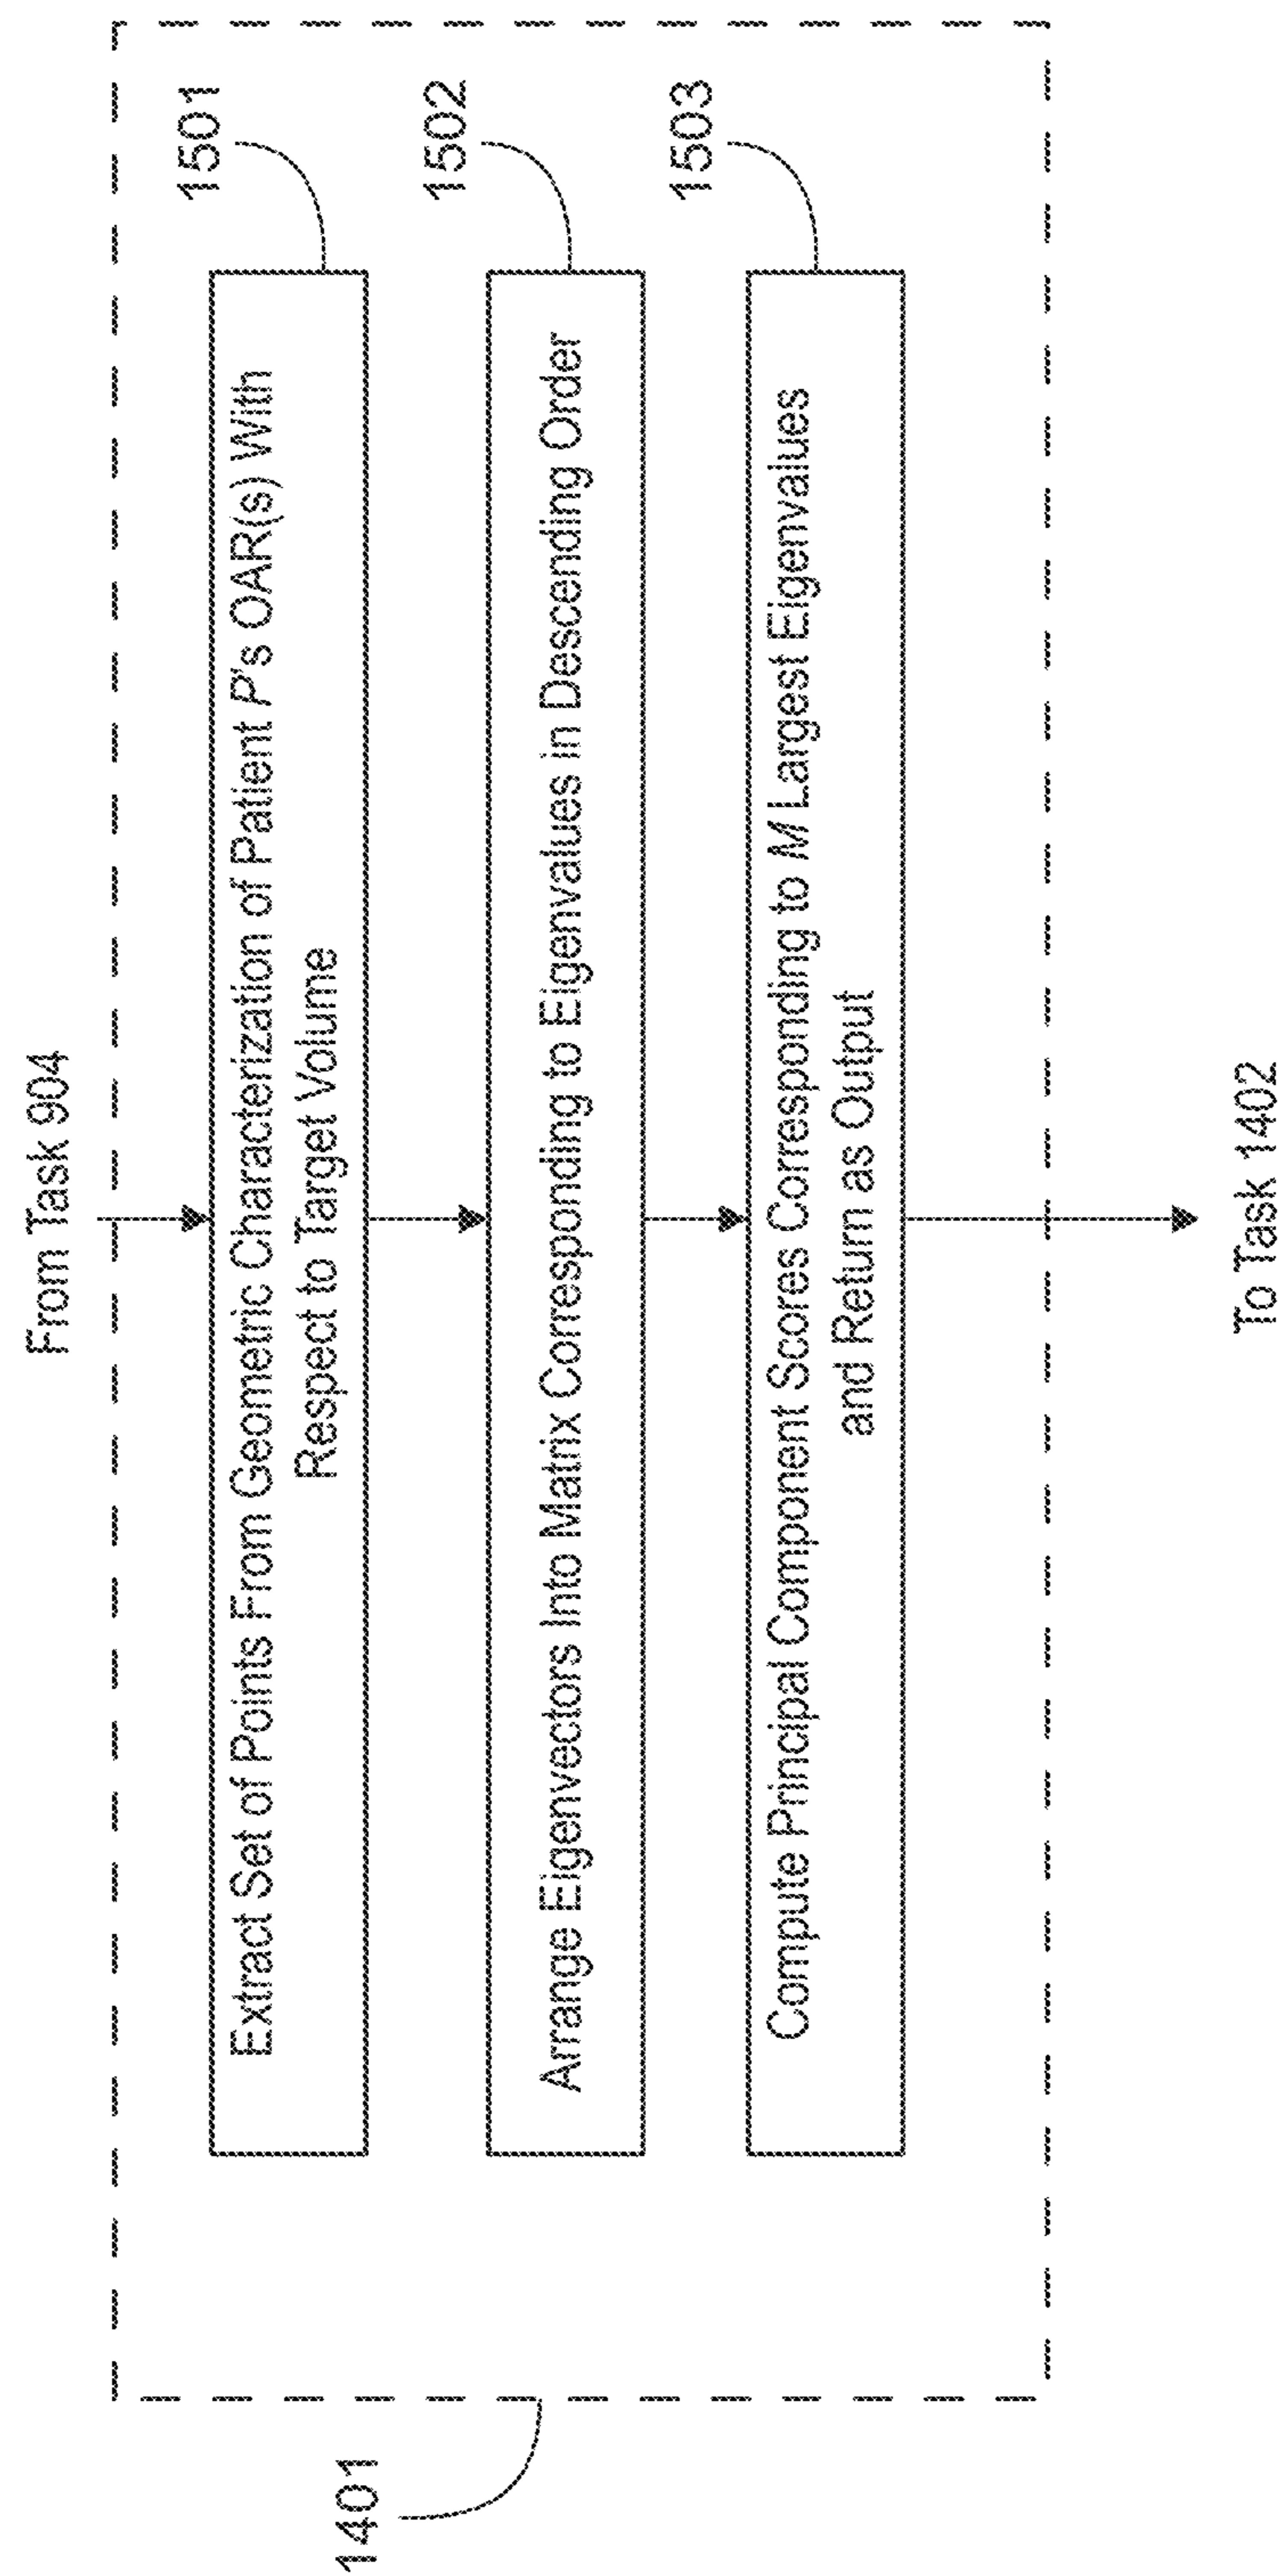 From Task 904
1501
Extract Set of Points From Geometric Characterization of Patient P's OAR(s) With
Respect to Target Volume
1502
Arrange Eigenvectors Into Matrix Corresponding to Eigenvalues in Descending Order
1503
Compute Principal Component Scores Corresponding to M Largest Eigenvalues
and Return as Output
1401
To Task 1402